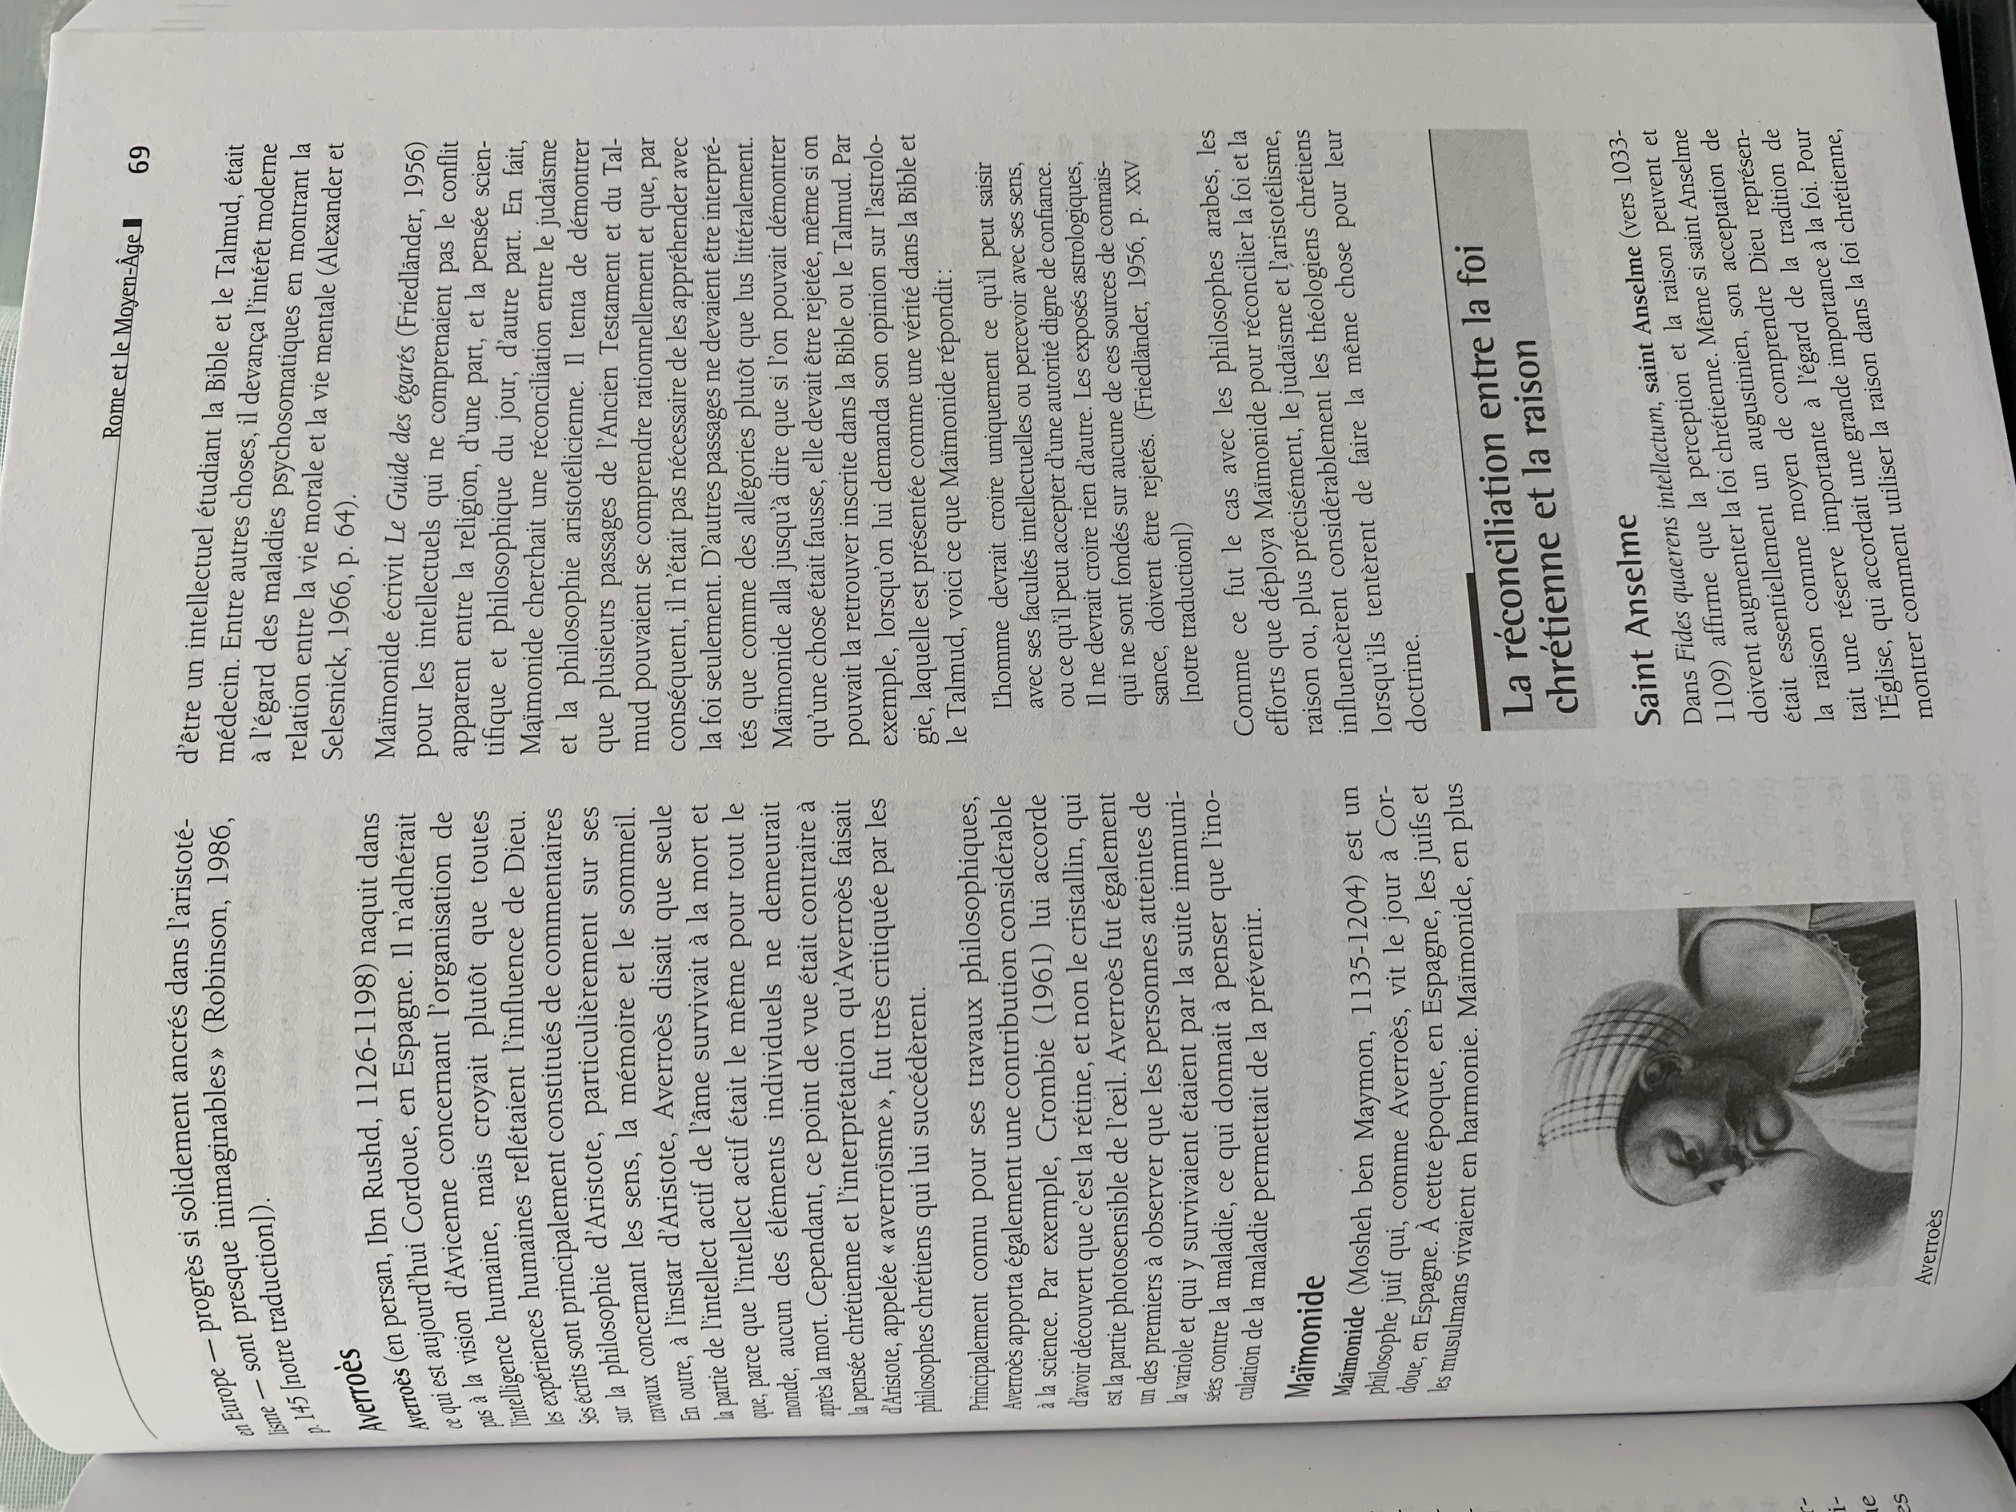 Rome et le Moyen-Âge 69
en Europe — progrès si solidement ancrés dans l'aristoté-
lisme — sont presque inimaginables » (Robinson, 1986,
p. 145 [notre traduction]).
Averroès
Averroès (en persan, Ibn Rushd, 1126-1198) naquit dans
ce qui est aujourd'hui Cordoue, en Espagne. Il n'adhérait
pas à la vision d'Avicenne concernant l'organisation de
l'intelligence humaine, mais croyait plutôt que toutes
les expériences humaines reflétaient l'influence de Dieu.
Ses écrits sont principalement constitués de commentaires
sur la philosophie d'Aristote, particulièrement sur ses
travaux concernant les sens, la mémoire et le sommeil.
En outre, à l'instar d'Aristote, Averroès disait que seule
la partie de l'intellect actif de l'âme survivait à la mort et
que, parce que l'intellect actif était le même pour tout le
monde, aucun des éléments individuels ne demeurait
après la mort. Cependant, ce point de vue était contraire à
la pensée chrétienne et l'interprétation qu'Averroès faisait
d'Aristote, appelée « averroïsme », fut très critiquée par les
philosophes chrétiens qui lui succédèrent.
Principalement connu pour ses travaux philosophiques,
Averroès apporta également une contribution considérable
à la science. Par exemple, Crombie (1961) lui accorde
d'avoir découvert que c'est la rétine, et non le cristallin, qui
est la partie photosensible de l'œil. Averroès fut également
un des premiers à observer que les personnes atteintes de
la variole et qui y survivaient étaient par la suite immuni-
sées contre la maladie, ce qui donnait à penser que l'ino-
culation de la maladie permettait de la prévenir.
Maïmonide
Maïmonide (Mosheh ben Maymon, 1135-1204) est un
philosophe juif qui, comme Averroès, vit le jour à Cor-
doue, en Espagne. À cette époque, en Espagne, les juifs et
les musulmans vivaient en harmonie. Maïmonide, en plus
Averroès
d'être un intellectuel étudiant la Bible et le Talmud, était
médecin. Entre autres choses, il devança l'intérêt moderne
à l'égard des maladies psychosomatiques en montrant la
relation entre la vie morale et la vie mentale (Alexander et
Selesnick, 1966, p. 64).
Maïmonide écrivit Le Guide des égarés (Friedländer, 1956)
pour les intellectuels qui ne comprenaient pas le conflit
apparent entre la religion, d'une part, et la pensée scien-
tifique et philosophique du jour, d'autre part. En fait,
Maïmonide cherchait une réconciliation entre le judaïsme
et la philosophie aristotélicienne. Il tenta de démontrer
que plusieurs passages de l'Ancien Testament et du Tal-
mud pouvaient se comprendre rationnellement et que, par
conséquent, il n'était pas nécessaire de les appréhender avec
la foi seulement. D'autres passages ne devaient être interpré-
tés que comme des allégories plutôt que lus littéralement.
Maïmonide alla jusqu'à dire que si l'on pouvait démontrer
qu'une chose était fausse, elle devait être rejetée, même si on
pouvait la retrouver inscrite dans la Bible ou le Talmud. Par
exemple, lorsqu'on lui demanda son opinion sur l'astrolo-
gie, laquelle est présentée comme une vérité dans la Bible et
le Talmud, voici ce que Maïmonide répondit :
L'homme devrait croire uniquement ce qu'il peut saisir
avec ses facultés intellectuelles ou percevoir avec ses sens,
ou ce qu'il peut accepter d'une autorité digne de confiance.
Il ne devrait croire rien d'autre. Les exposés astrologiques,
qui ne sont fondés sur aucune de ces sources de connais-
sance, doivent être rejetés. (Friedländer, 1956, p. XXV
[notre traduction])
Comme ce fut le cas avec les philosophes arabes, les
efforts que déploya Maïmonide pour réconcilier la foi et la
raison ou, plus précisément, le judaïsme et l'aristotélisme,
influencèrent considérablement les théologiens chrétiens
lorsqu'ils tentèrent de faire la même chose pour leur
doctrine.
La réconciliation entre la foi
chrétienne et la raison
Saint Anselme
Dans Fides quaerens intellectum, saint Anselme (vers 1033-
1109) affirme que la perception et la raison peuvent et
doivent augmenter la foi chrétienne. Même si saint Anselme
était essentiellement un augustinien, son acceptation de
la raison comme moyen de comprendre Dieu représen-
tait une réserve importante à l'égard de la tradition de
l'Église, qui accordait une grande importance à la foi. Pour
montrer comment utiliser la raison dans la foi chrétienne,